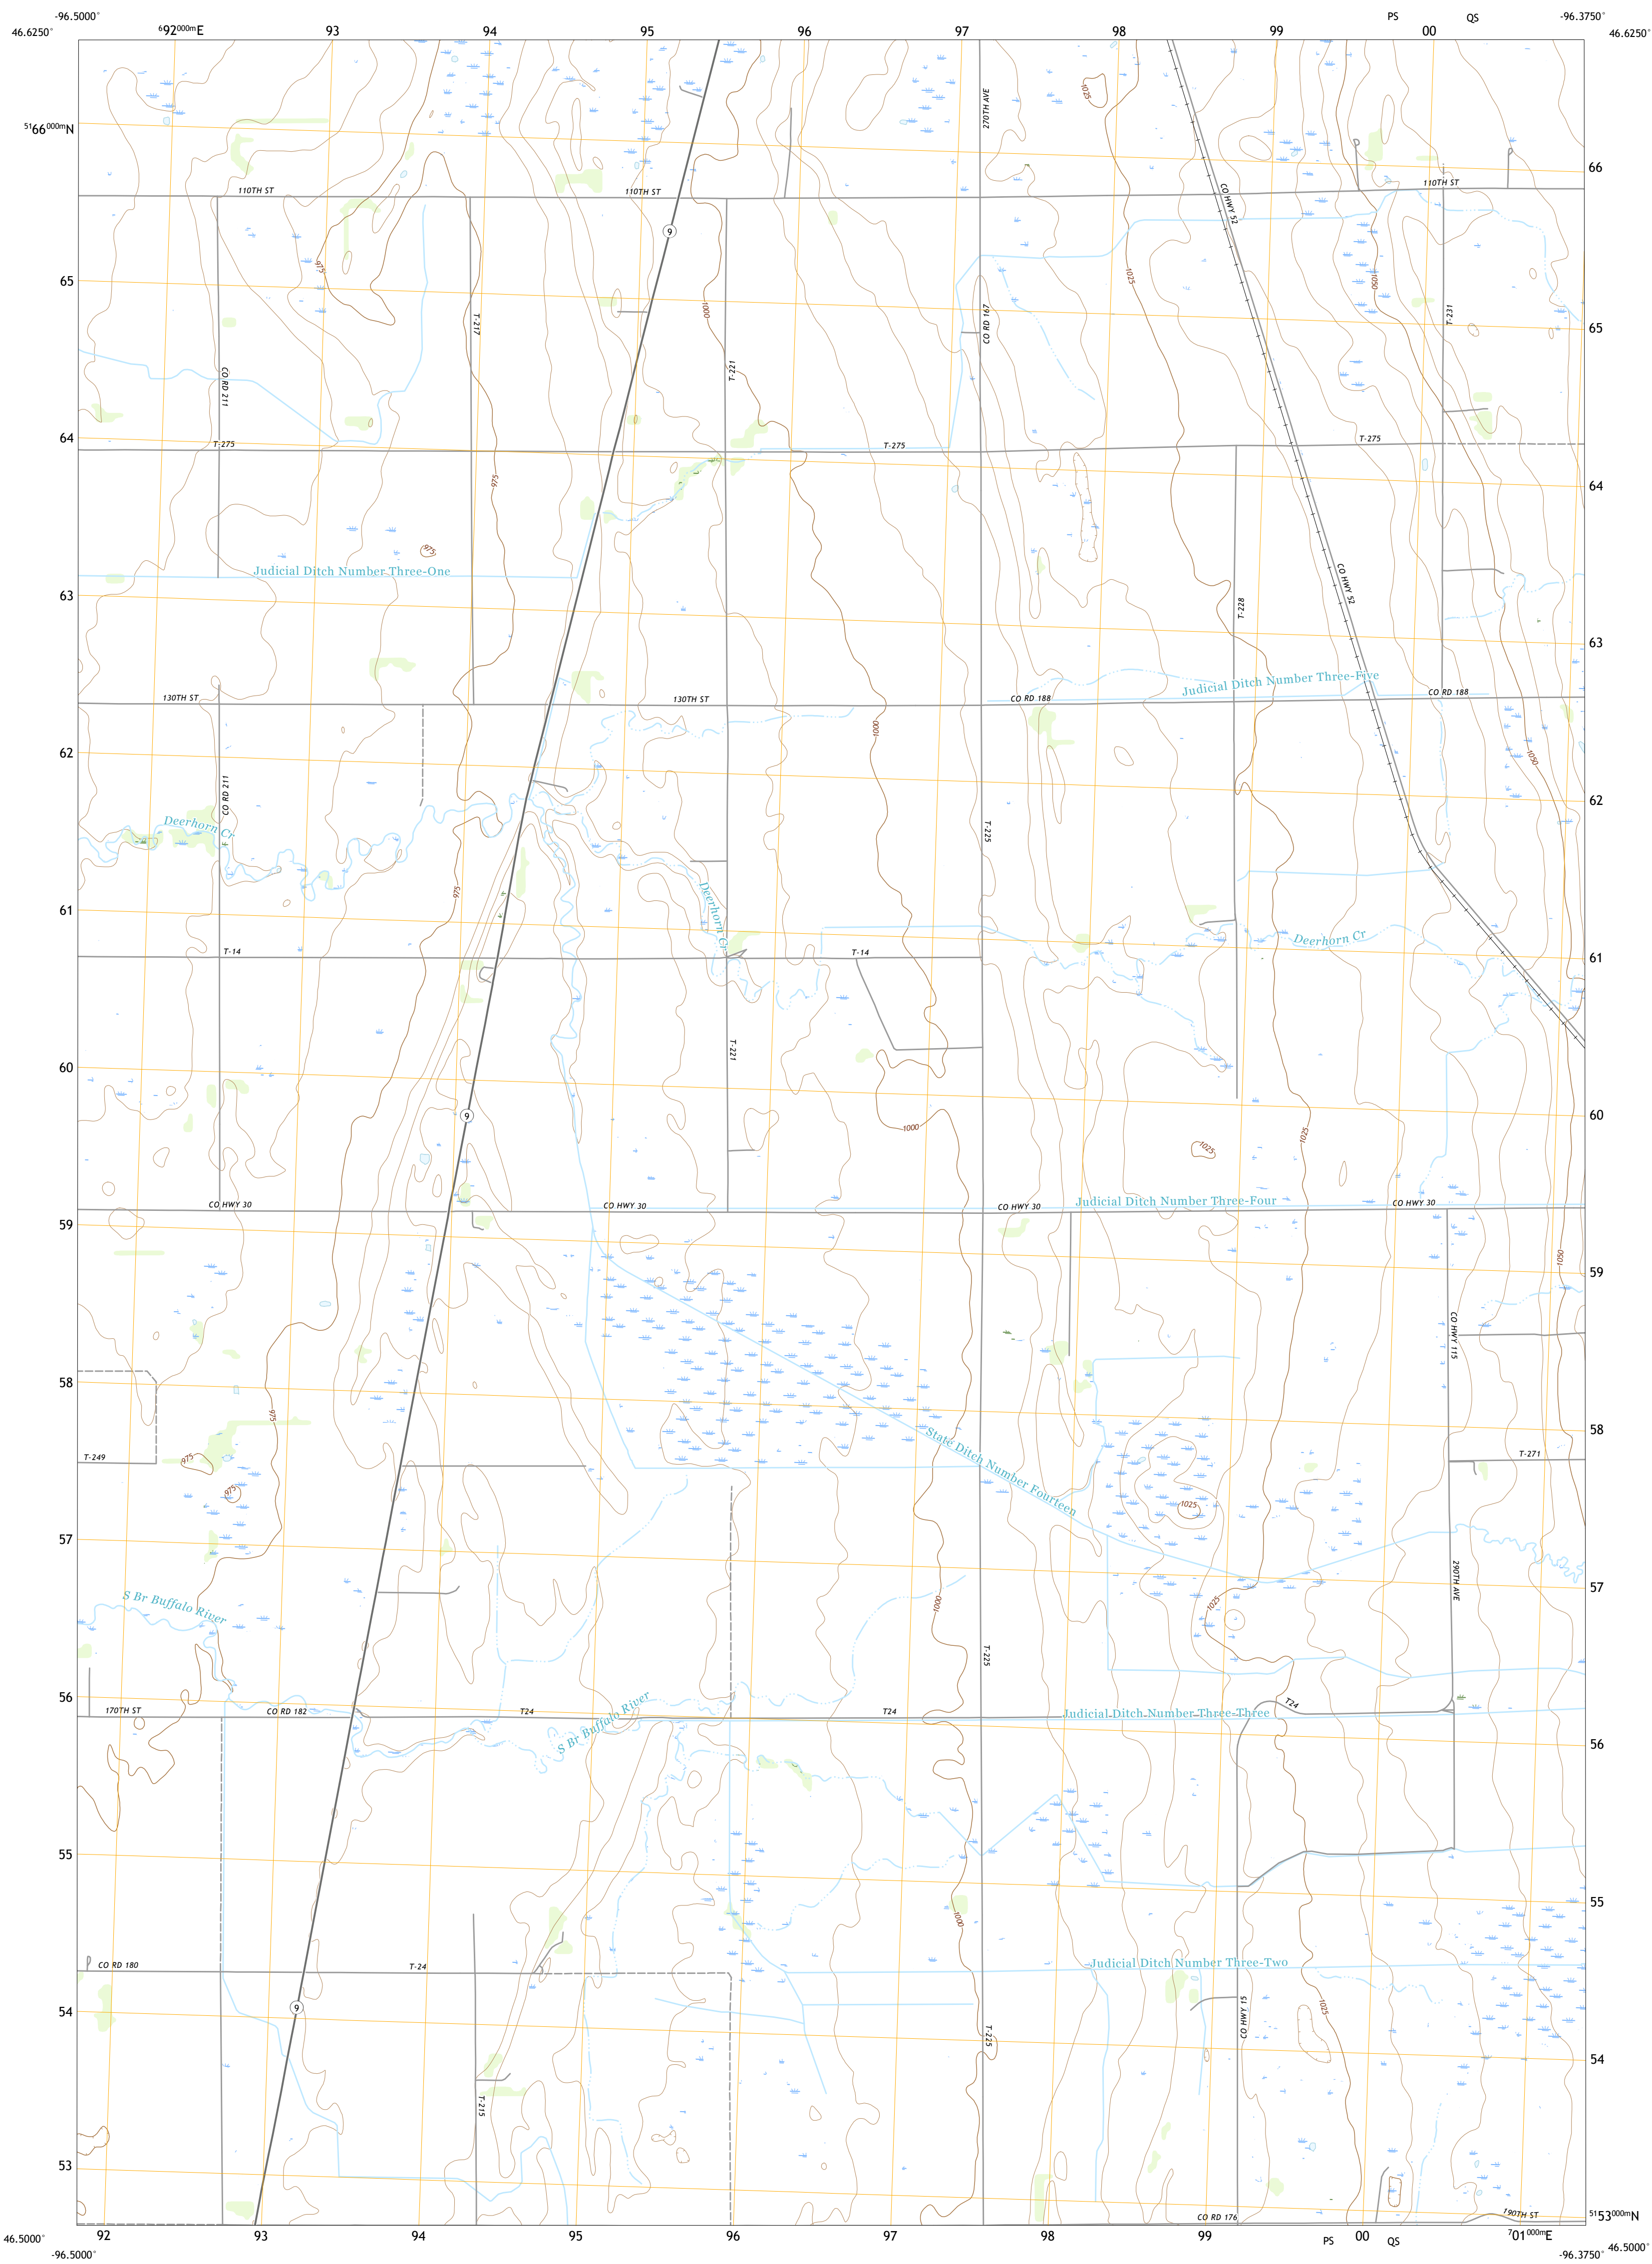 -96.5000°
46.6250°
⁶92⁰⁰⁰ᵐE 93 94 95 96 97 98 99 PS 00 QS
-96.3750°
46.6250°
1025
270TH AVE
⁵¹66⁰⁰⁰ᵐN
66
110TH ST
110TH ST
110TH ST
CO HWY 52
9
975
1025
1050
65
1000
T-217
CO RD 167
T-231
65
CO RD 211
T-221
64
T-275
T-275
T-275
975
64
975
Judicial Ditch Number Three-One
CO HWY 52
63
T-228
63
Judicial Ditch Number Three-Five
130TH ST
130TH ST
CO RD 188
CO RD 188
1000
62
1050
CO RD 211
62
Deerhorn Cr
T-225
975
Deerhorn Cr
61
Deerhorn Cr
T-14
T-14
61
T-221
60
9
60
1000
1025
1025
CO HWY 30
CO HWY 30
CO HWY 30
Judicial Ditch Number Three-Four
CO HWY 30
59
1050
59
CO HWY 115
58
975
58
State Ditch Number Fourteen
T-249
975
T-271
975
1025
57
290TH AVE
57
S Br Buffalo River
1000
1025
T-225
56
170TH ST
CO RD 182
T24
S Br Buffalo River
T24
Judicial Ditch Number Three-Three
T24
56
55
55
1000
CO RD 180
T-24
Judicial Ditch Number Three-Two
54
9
1025
CO HWY 15
T-225
54
T-215
53
CO RD 176
190TH ST
⁵¹53⁰⁰⁰ᵐN
46.5000°
92 93 94 95 96 97 98 99 PS 00 QS ⁷01⁰⁰⁰ᵐE
46.5000°
-96.5000°
-96.3750°